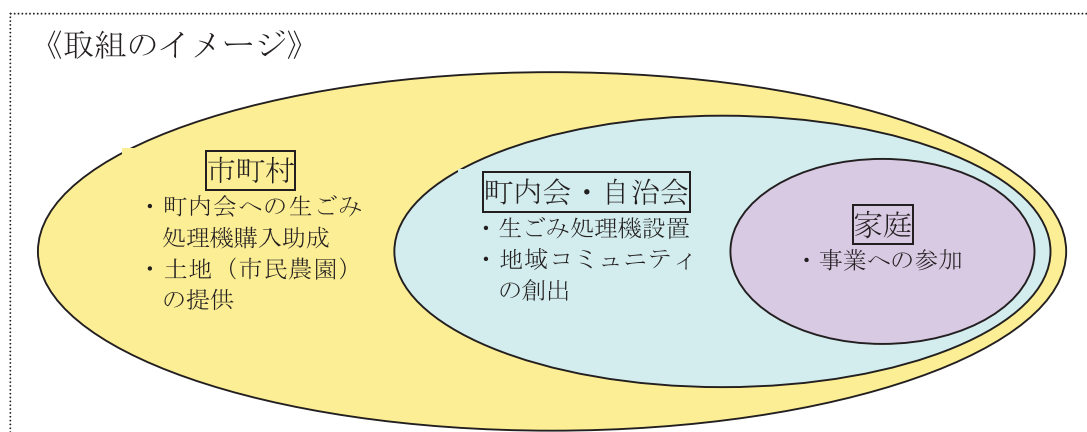 《取組のイメージ》
市町村
・町内会への生ごみ
処理機購入助成
・土地（市民農園）
の提供
町内会・自治会
・生ごみ処理機設置
・地域コミュニティ
の創出
家庭
・事業への参加